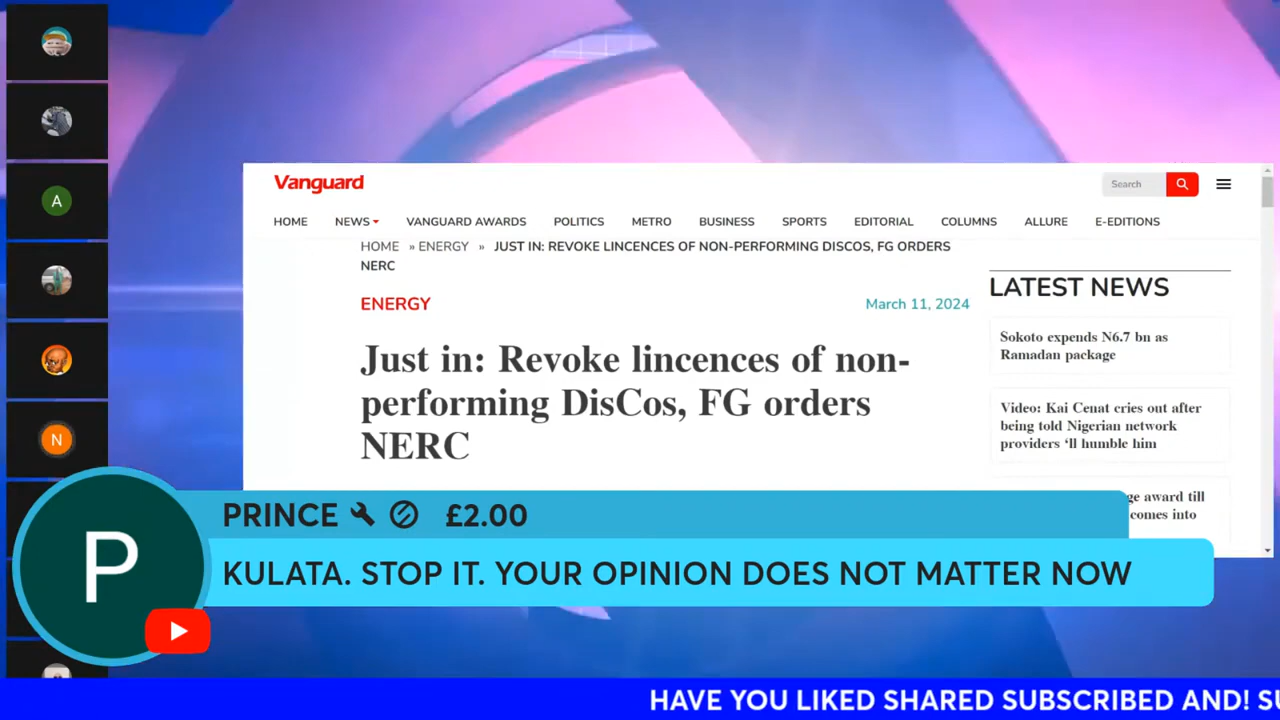 Vanguard
Search
HOME NEWS VANGUARD AWARDS POLITICS METRO BUSINESS SPORTS EDITORIAL COLUMNS ALLURE E-EDITIONS
HOME » ENERGY » JUST IN: REVOKE LINCENCES OF NON-PERFORMING DISCOS, FG ORDERS
NERC
ENERGY
March 11, 2024
Just in: Revoke lincences of non-
performing DisCos, FG orders
NERC
LATEST NEWS
Sokoto expends N6.7 bn as
Ramadan package
Video: Kai Cenat cries out after
being told Nigerian network
providers ‘ll humble him
award till
comes into
A
N
P
PRINCE £2.00
KULATA. STOP IT. YOUR OPINION DOES NOT MATTER NOW
HAVE YOU LIKED SHARED SUBSCRIBED AND!